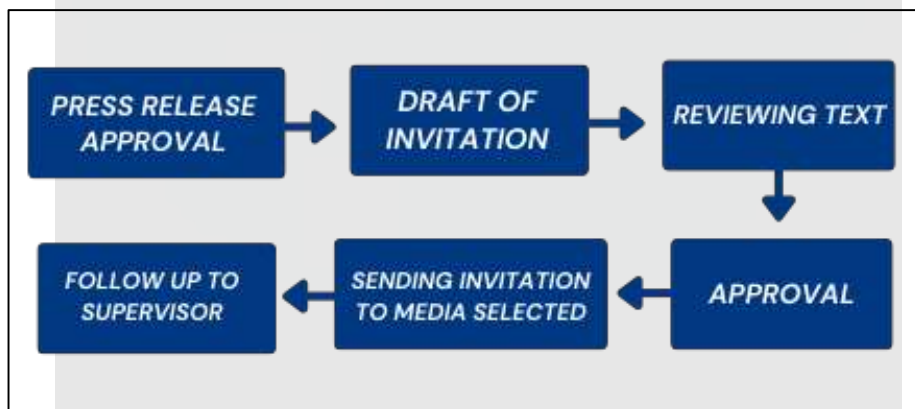 PRESS RELEASE
APPROVAL
DRAFT OF
INVITATION
REVIEWING TEXT
APPROVAL
SENDING INVITATION
TO MEDIA SELECTED
FOLLOW UP TO
SUPERVISOR